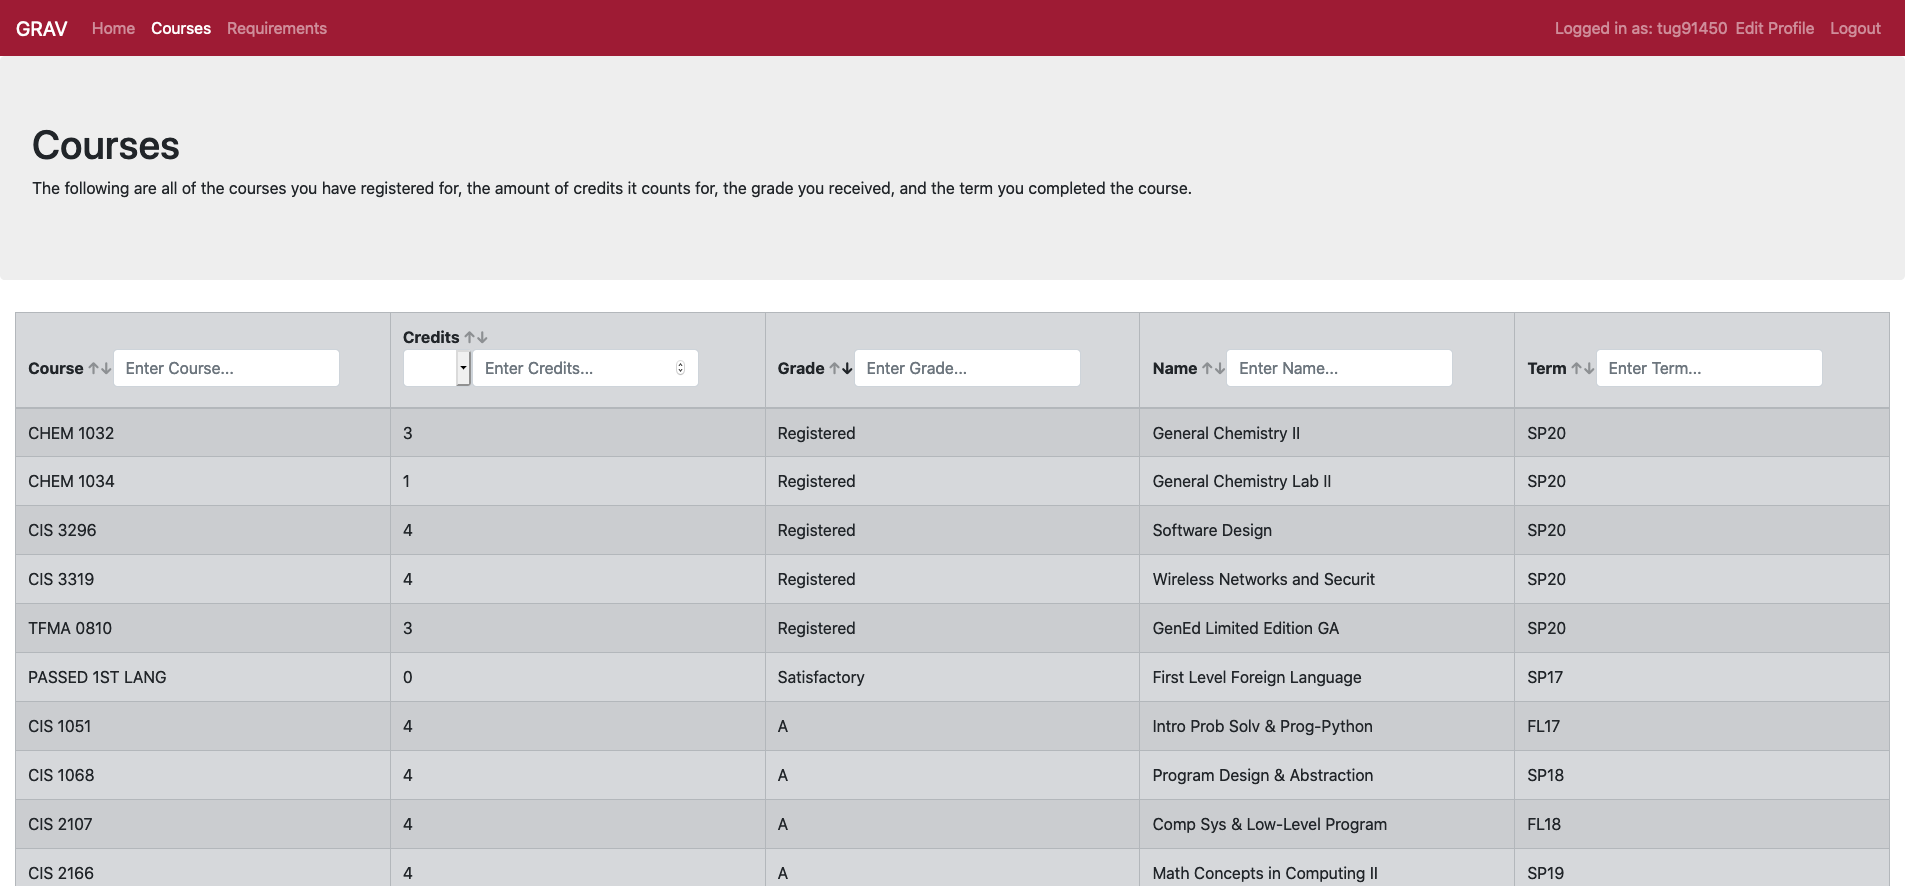 GRAV Home Courses Requirements Logged in as: tug91450 Edit Profile Logout
Courses
The following are all of the courses you have registered for, the amount of credits it counts for, the grade you received, and the term you completed the course.
Course Enter Course... Credits Enter Credits... Grade Enter Grade... Name Enter Name... Term Enter Term...
CHEM 1032 3 Registered General Chemistry II SP20
CHEM 1034 1 Registered General Chemistry Lab II SP20
CIS 3296 4 Registered Software Design SP20
CIS 3319 4 Registered Wireless Networks and Securit SP20
TFMA 0810 3 Registered GenEd Limited Edition GA SP20
PASSED 1ST LANG 0 Satisfactory First Level Foreign Language SP17
CIS 1051 4 A Intro Prob Solv & Prog-Python FL17
CIS 1068 4 A Program Design & Abstraction SP18
CIS 2107 4 A Comp Sys & Low-Level Program FL18
CIS 2166 4 A Math Concepts in Computing II SP19